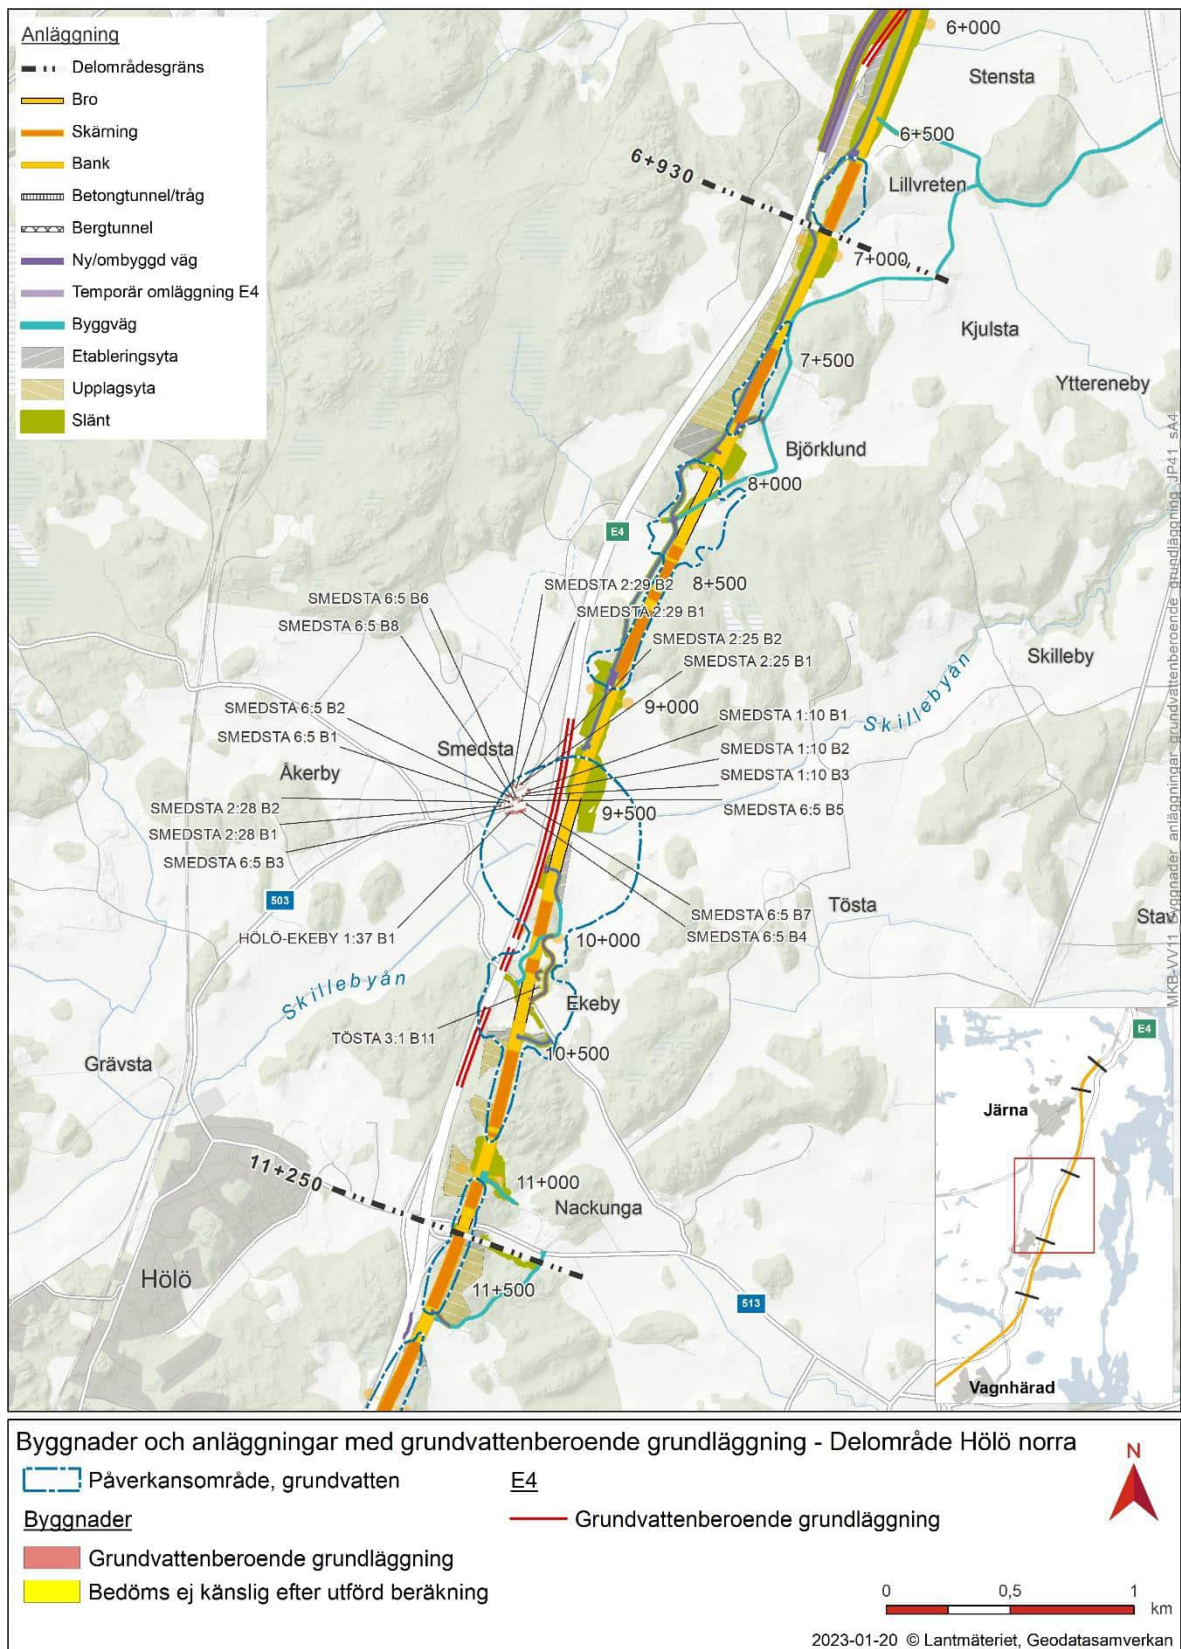 Anläggning
Delområdesgräns
Bro
Skärning
Bank
Betongtunnel/tråg
Bergtunnel
Ny/ombyggd väg
Temporär omläggning E4
Byggväg
Etableringsyta
Upplagsyta
Slänt
6+000
Stensta
6+500
6+930
Lillvreten
7+000
Kjulsta
7+500
Yttereneby
Björklund
8+000
E4
8+500
SMEDSTA 2:29 B2
SMEDSTA 6:5 B6
SMEDSTA 2:29 B1
SMEDSTA 6:5 B8
SMEDSTA 2:25 B2
SMEDSTA 2:25 B1
Skilleby
Skillebyån
9+000
SMEDSTA 6:5 B2
SMEDSTA 1:10 B1
SMEDSTA 6:5 B1
Smedsta
SMEDSTA 1:10 B2
Åkerby
SMEDSTA 1:10 B3
SMEDSTA 2:28 B2
SMEDSTA 6:5 B5
9+500
SMEDSTA 2:28 B1
SMEDSTA 6:5 B3
503
Tösta
SMEDSTA 6:5 B7
Stav
HÖLÖ-EKEBY 1:37 B1
SMEDSTA 6:5 B4
10+000
Skillebyån
Ekeby
TÖSTA 3:1 B11
10+500
Grävsta
11+250
11+000
Nackunga
Hölö
11+500
513
E4
Järna
Vagnhärad
MKB-VV11 Byggnader anläggningar grundvattenberoende grundläggning JP41 sA4
Byggnader och anläggningar med grundvattenberoende grundläggning - Delområde Hölö norra
Påverkansområde, grundvatten
E4
Byggnader
Grundvattenberoende grundläggning
Grundvattenberoende grundläggning
Bedöms ej känslig efter utförd beräkning
N
0 0,5 1
km
2023-01-20 © Lantmäteriet, Geodatasamverkan